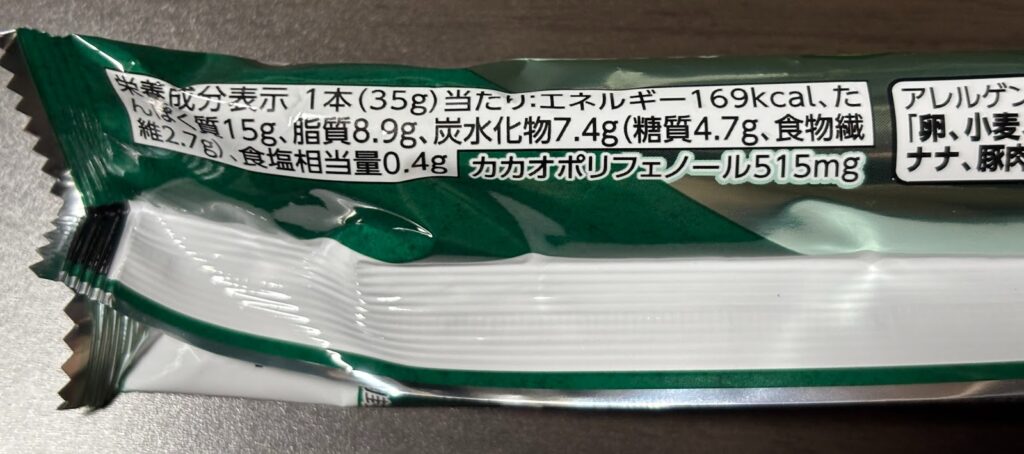 栄養成分表示 1本(35g)当たり:エネルギー169kcal、た
んぱく質15g、脂質8.9g、炭水化物7.4g(糖質4.7g、食物繊
維2.7g)、食塩相当量0.4g
カカオポリフェノール515mg
アレルゲン
「卵、小麦、
ナナ、豚肉